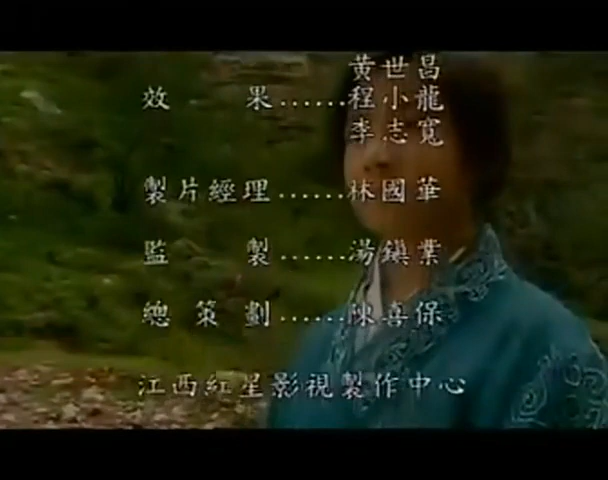 黃世昌
效果......程小龍
李志寬
製片經理......林國華
監製......湯鎮業
總策劃......陳喜保
江西紅星影視製作中心